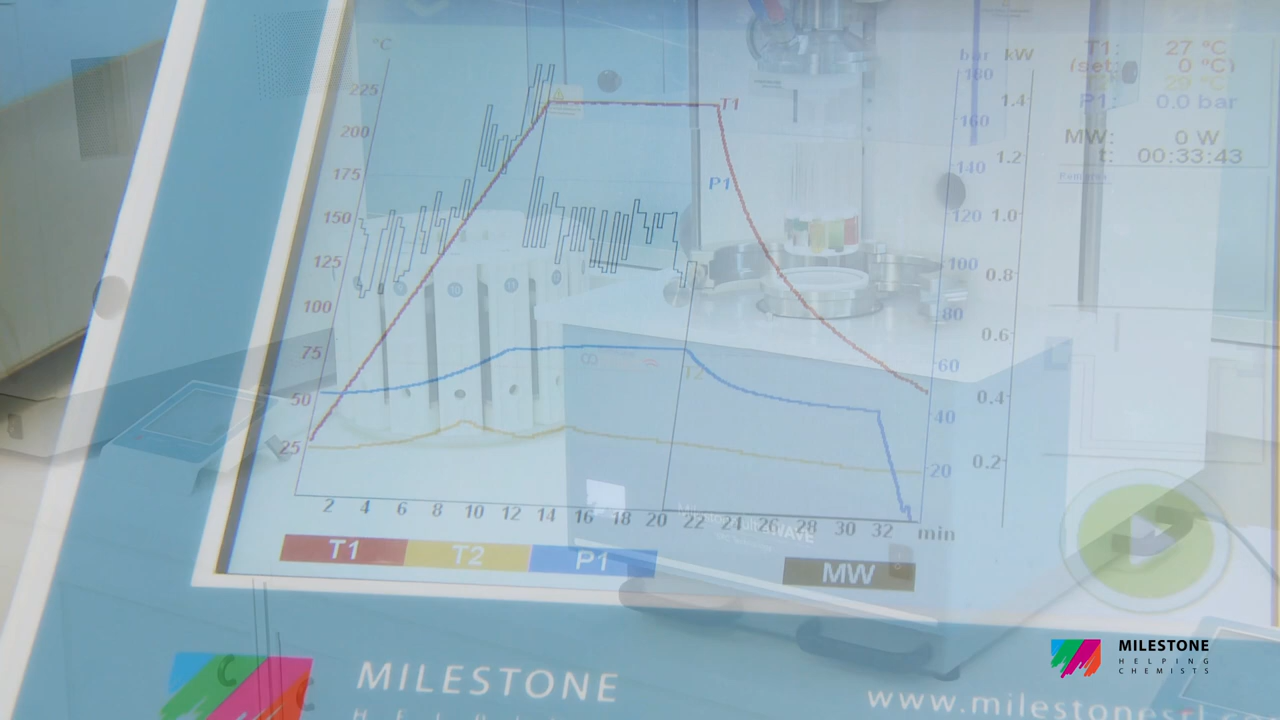 °C
bar kW
T1: 27 °C
(set: 0 °C)
P1: 0.0 bar
MW: 0 W
t: 00:33:43
225
200
175
150
125
100
75
50
25
T1
P1
T2
180
160
140
120
100
80
60
40
20
1.4
1.2
1.0
0.8
0.6
0.4
0.2
2 4 6 8 10 12 14 16 18 20 22 24 26 28 30 32 min
T1 T2 P1 MW
MILESTONE
www.milestonesrl
MILESTONE
HELPING
CHEMISTS